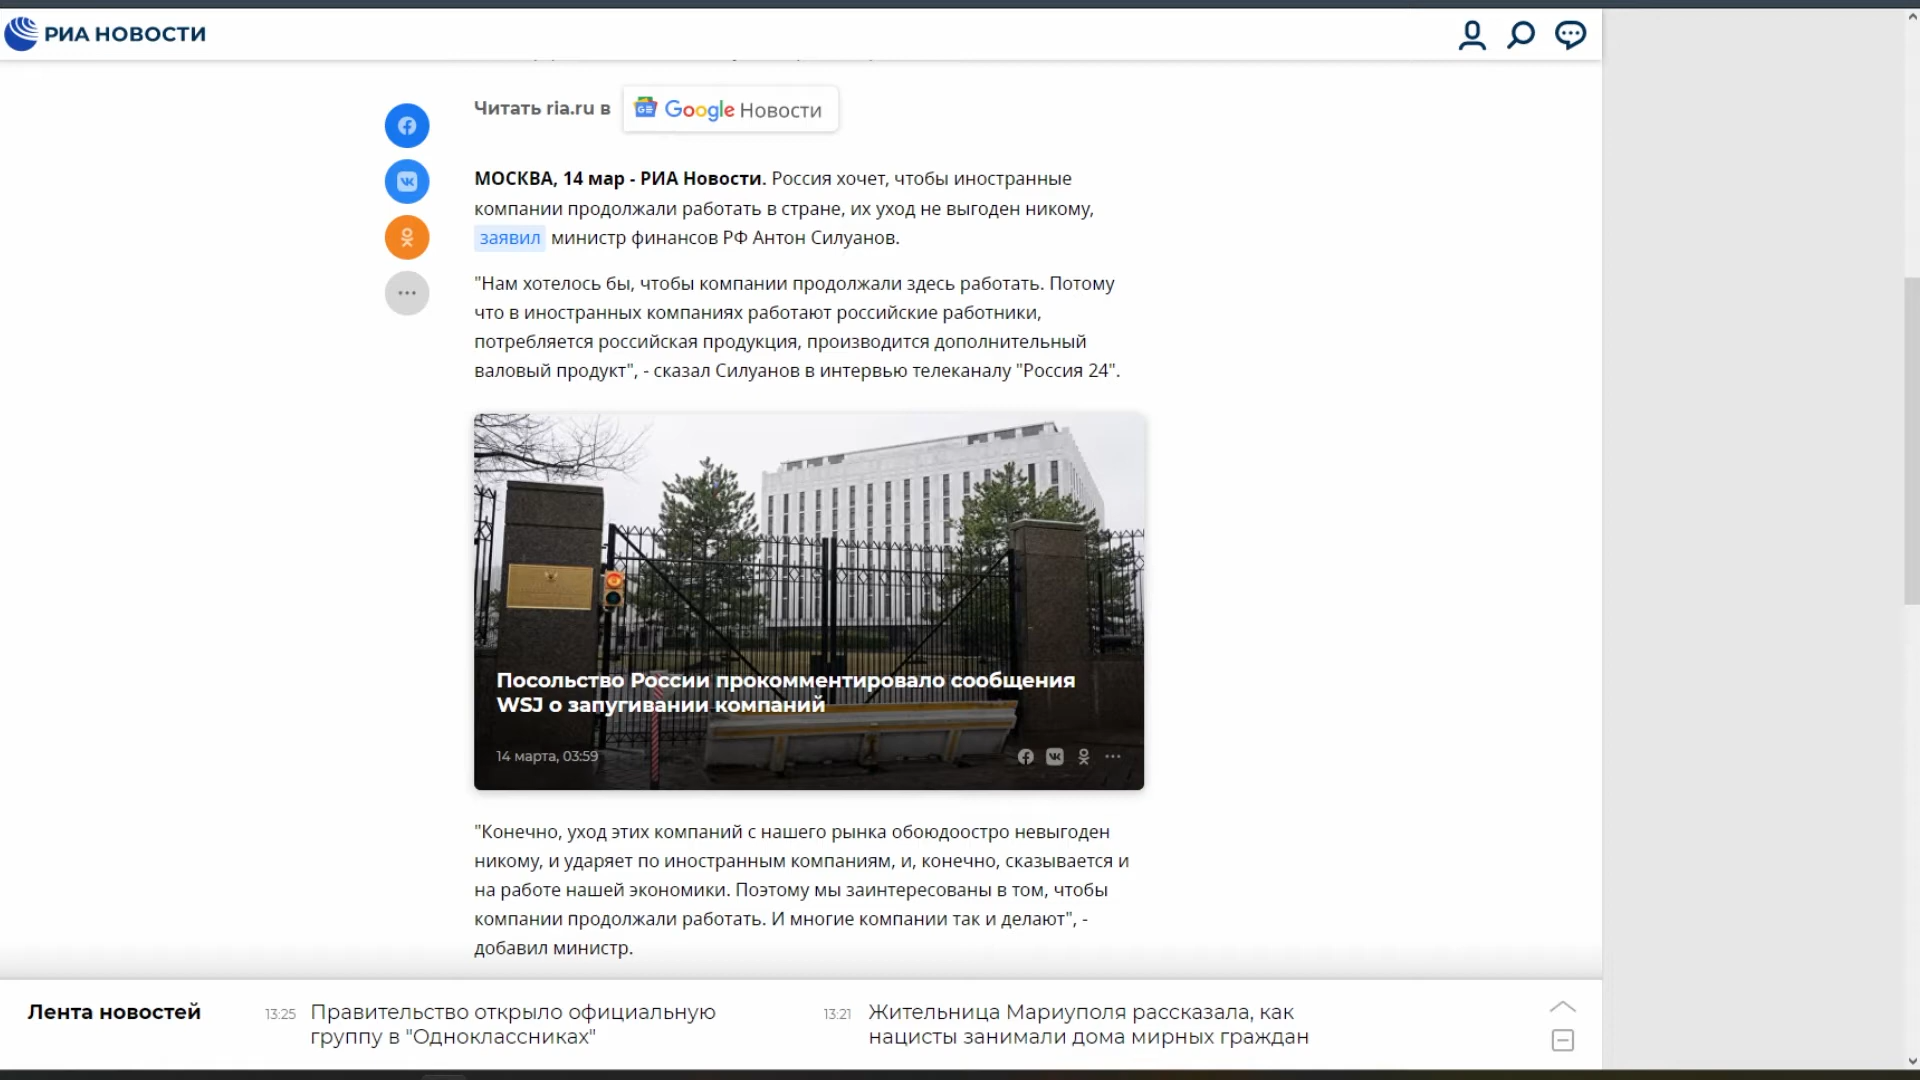 РИА НОВОСТИ
Читать ria.ru в
Google Новости
МОСКВА, 14 мар - РИА Новости. Россия хочет, чтобы иностранные
компании продолжали работать в стране, их уход не выгоден никому,
заявил министр финансов РФ Антон Силуанов.
"Нам хотелось бы, чтобы компании продолжали здесь работать. Потому
что в иностранных компаниях работают российские работники,
потребляется российская продукция, производится дополнительный
валовый продукт", - сказал Силуанов в интервью телеканалу "Россия 24".
Посольство России прокомментировало сообщения
WSJ о запугивании компаний
14 марта, 03:59
"Конечно, уход этих компаний с нашего рынка обоюдоостро невыгоден
никому, и ударяет по иностранным компаниям, и, конечно, сказывается и
на работе нашей экономики. Поэтому мы заинтересованы в том, чтобы
компании продолжали работать. И многие компании так и делают", -
добавил министр.
Лента новостей
13:25 Правительство открыло официальную
группу в "Одноклассниках"
13:21 Жительница Мариуполя рассказала, как
нацисты занимали дома мирных граждан